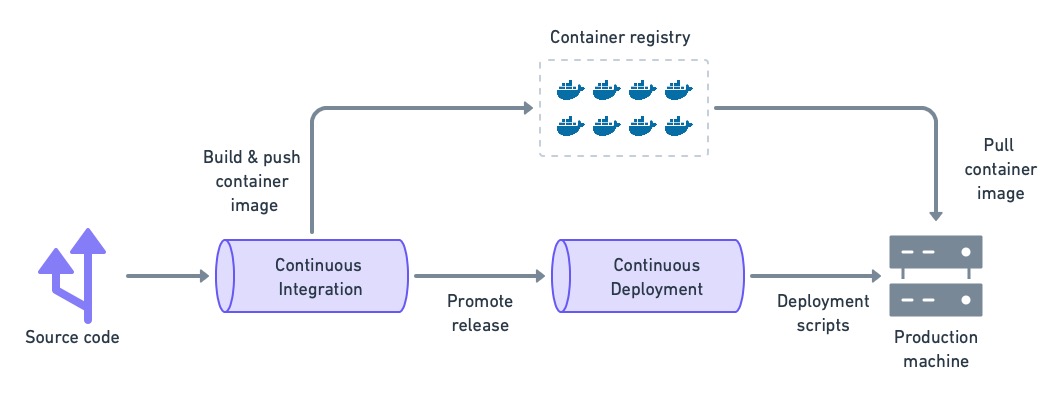 Container registry
Build & push
container
image
Pull
container
image
Continuous
Integration
Continuous
Deployment
Promote
release
Deployment
scripts
Source code
Production
machine